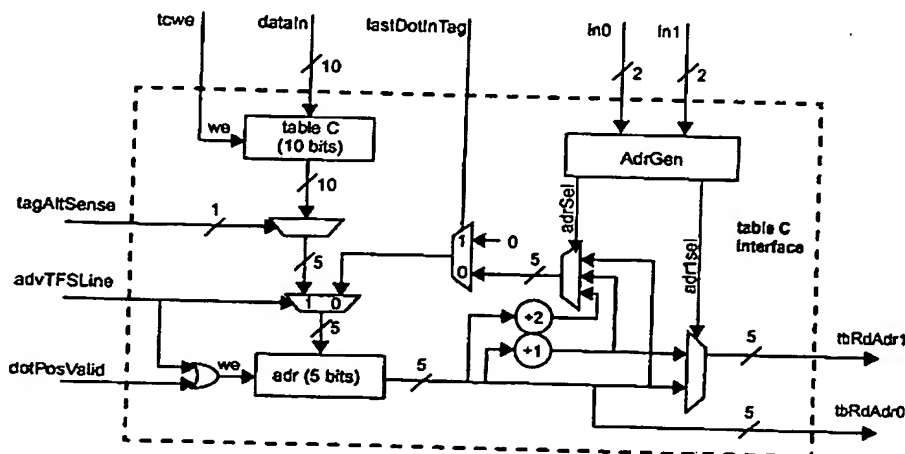 tcwe
dataIn
lastDotInTag
In0
In1
10
2
2
we
table C
(10 bits)
AdrGen
10
tagAltSense
1
adrSel
adr1sel
table C
Interface
1
0
0
5
5
advTFSLine
1 0
5
+2
+1
dotPosValid
we
adr (5 bits)
5
5
tbRdAdr1
5
tbRdAdr0